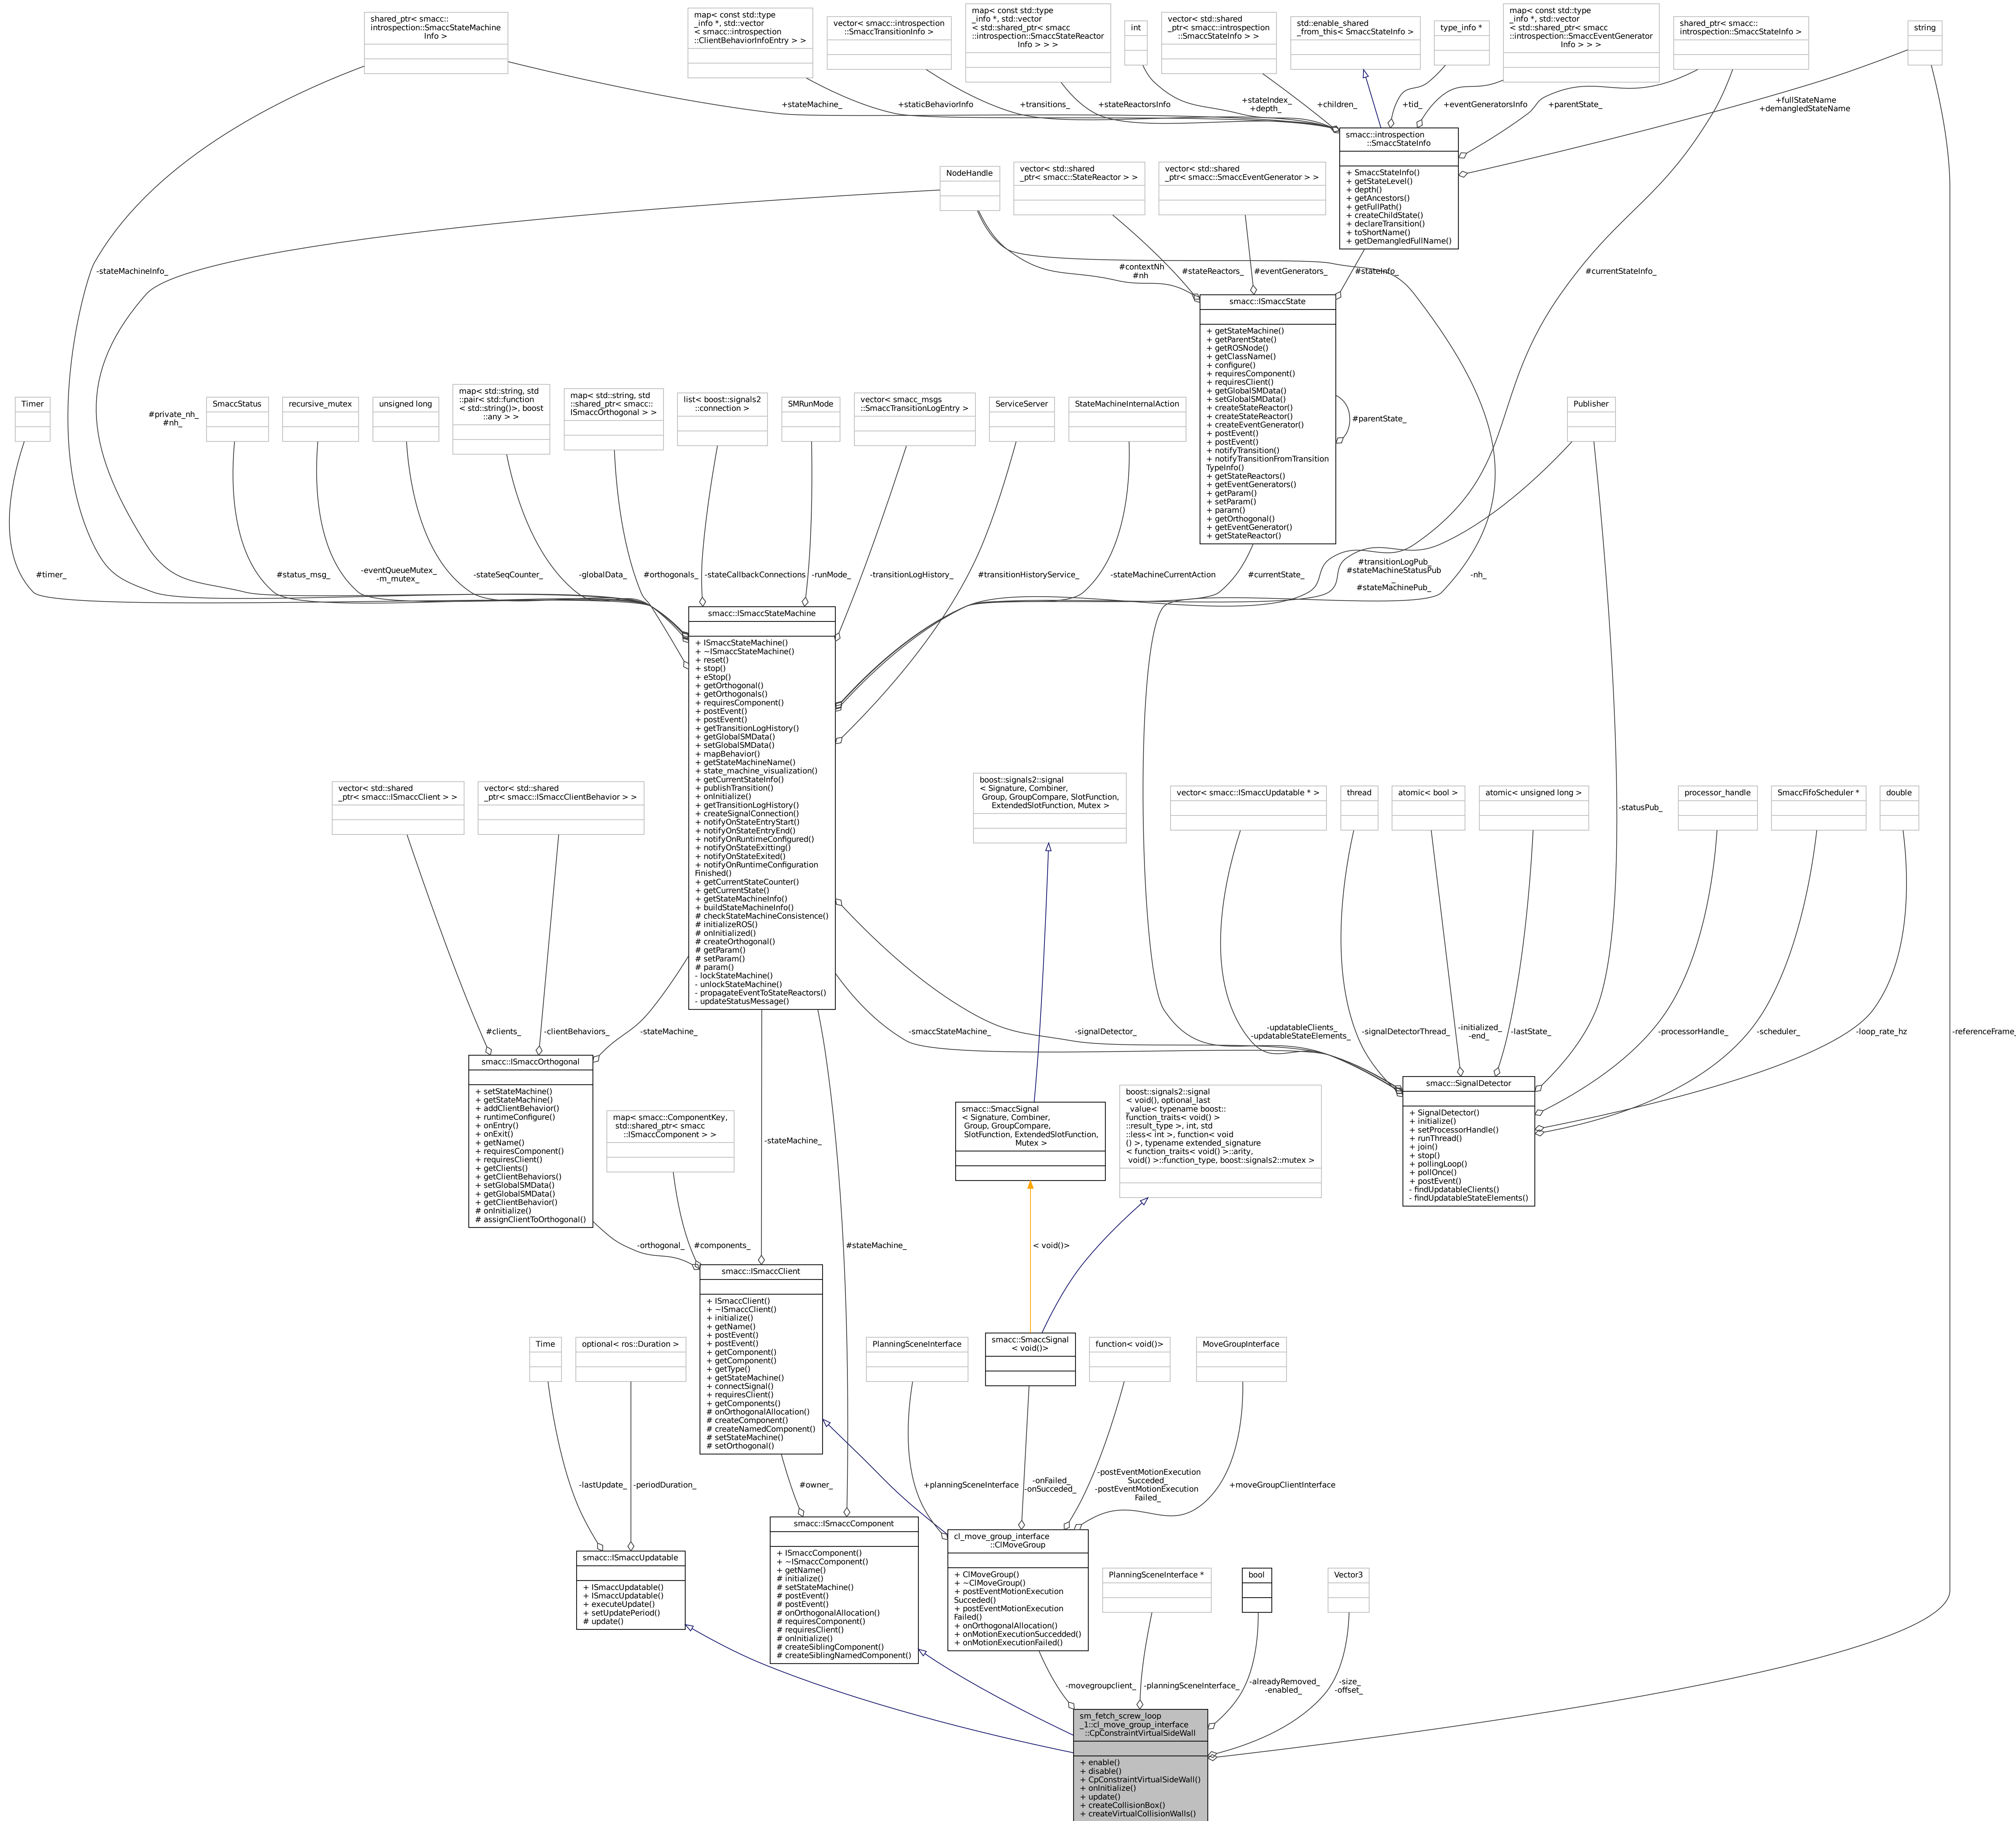 shared_ptr< smacc::
introspection::SmaccStateMachine
Info >
map< const std::type
_info *, std::vector
< smacc::introspection
::ClientBehaviorInfoEntry > >
vector< smacc::introspection
::SmaccTransitionInfo >
map< const std::type
_info *, std::vector
< std::shared_ptr< smacc
::introspection::SmaccStateReactor
Info > > >
int
vector< std::shared
_ptr< smacc::introspection
::SmaccStateInfo > >
std::enable_shared
_from_this< SmaccStateInfo >
type_info *
map< const std::type
_info *, std::vector
< std::shared_ptr< smacc
::introspection::SmaccEventGenerator
Info > > >
shared_ptr< smacc::
introspection::SmaccStateInfo >
string
+stateMachine_
+staticBehaviorInfo
+transitions_
+stateReactorsInfo
+stateIndex_
+depth_
+children_
+tid_
+eventGeneratorsInfo
+parentState_
+fullStateName
+demangledStateName
smacc::introspection
::SmaccStateInfo
+ SmaccStateInfo()
+ getStateLevel()
+ depth()
+ getAncestors()
+ getFullPath()
+ createChildState()
+ declareTransition()
+ toShortName()
+ getDemangledFullName()
NodeHandle
vector< std::shared
_ptr< smacc::StateReactor > >
vector< std::shared
_ptr< smacc::SmaccEventGenerator > >
-stateMachineInfo_
#contextNh
#nh
#stateReactors_
#eventGenerators_
#stateInfo_
#currentStateInfo_
smacc::ISmaccState
+ getStateMachine()
+ getParentState()
+ getROSNode()
+ getClassName()
+ configure()
+ requiresComponent()
+ requiresClient()
+ getGlobalSMData()
+ setGlobalSMData()
+ createStateReactor()
+ createStateReactor()
+ createEventGenerator()
+ postEvent()
+ postEvent()
+ notifyTransition()
+ notifyTransitionFromTransition
TypeInfo()
+ getStateReactors()
+ getEventGenerators()
+ getParam()
+ setParam()
+ param()
+ getOrthogonal()
+ getEventGenerator()
+ getStateReactor()
#parentState_
Timer
#private_nh_
#nh_
SmaccStatus
recursive_mutex
unsigned long
map< std::string, std
::pair< std::function
< std::string()>, boost
::any > >
map< std::string, std
::shared_ptr< smacc::
ISmaccOrthogonal > >
list< boost::signals2
::connection >
SMRunMode
vector< smacc_msgs
::SmaccTransitionLogEntry >
ServiceServer
StateMachineInternalAction
Publisher
#timer_
#status_msg_
-eventQueueMutex_
-m_mutex_
-stateSeqCounter_
-globalData_
#orthogonals_
-stateCallbackConnections
-runMode_
-transitionLogHistory_
#transitionHistoryService_
-stateMachineCurrentAction
#currentState_
#transitionLogPub_
#stateMachineStatusPub
_
#stateMachinePub_
-nh_
smacc::ISmaccStateMachine
+ ISmaccStateMachine()
+ ~ISmaccStateMachine()
+ reset()
+ stop()
+ eStop()
+ getOrthogonal()
+ getOrthogonals()
+ requiresComponent()
+ postEvent()
+ postEvent()
+ getTransitionLogHistory()
+ getGlobalSMData()
+ setGlobalSMData()
+ mapBehavior()
+ getStateMachineName()
+ state_machine_visualization()
+ getCurrentStateInfo()
+ publishTransition()
+ onInitialize()
+ getTransitionLogHistory()
+ createSignalConnection()
+ notifyOnStateEntryStart()
+ notifyOnStateEntryEnd()
+ notifyOnRuntimeConfigured()
+ notifyOnStateExitting()
+ notifyOnStateExited()
+ notifyOnRuntimeConfiguration
Finished()
+ getCurrentStateCounter()
+ getCurrentState()
+ getStateMachineInfo()
+ buildStateMachineInfo()
# checkStateMachineConsistence()
# initializeROS()
# onInitialized()
# createOrthogonal()
# getParam()
# setParam()
# param()
- lockStateMachine()
- unlockStateMachine()
- propagateEventToStateReactors()
- updateStatusMessage()
vector< std::shared
_ptr< smacc::ISmaccClient > >
vector< std::shared
_ptr< smacc::ISmaccClientBehavior > >
boost::signals2::signal
< Signature, Combiner,
Group, GroupCompare, SlotFunction,
ExtendedSlotFunction, Mutex >
vector< smacc::ISmaccUpdatable * >
thread
atomic< bool >
atomic< unsigned long >
-statusPub_
processor_handle
SmaccFifoScheduler *
double
#clients_
-clientBehaviors_
-stateMachine_
-smaccStateMachine_
-signalDetector_
-updatableClients_
-updatableStateElements_
-signalDetectorThread_
-initialized_
-end_
-lastState_
-processorHandle_
-scheduler_
-loop_rate_hz
-referenceFrame_
smacc::ISmaccOrthogonal
+ setStateMachine()
+ getStateMachine()
+ addClientBehavior()
+ runtimeConfigure()
+ onEntry()
+ onExit()
+ getName()
+ requiresComponent()
+ requiresClient()
+ getClients()
+ getClientBehaviors()
+ setGlobalSMData()
+ getGlobalSMData()
+ getClientBehavior()
# onInitialize()
# assignClientToOrthogonal()
map< smacc::ComponentKey,
std::shared_ptr< smacc
::ISmaccComponent > >
-stateMachine_
smacc::SmaccSignal
< Signature, Combiner,
Group, GroupCompare,
SlotFunction, ExtendedSlotFunction,
Mutex >
boost::signals2::signal
< void(), optional_last
_value< typename boost::
function_traits< void() >
::result_type >, int, std
::less< int >, function< void
() >, typename extended_signature
< function_traits< void() >::arity,
void() >::function_type, boost::signals2::mutex >
smacc::SignalDetector
+ SignalDetector()
+ initialize()
+ setProcessorHandle()
+ runThread()
+ join()
+ stop()
+ pollingLoop()
+ pollOnce()
+ postEvent()
- findUpdatableClients()
- findUpdatableStateElements()
-orthogonal_
#components_
#stateMachine_
< void()>
smacc::ISmaccClient
+ ISmaccClient()
+ ~ISmaccClient()
+ initialize()
+ getName()
+ postEvent()
+ postEvent()
+ getComponent()
+ getComponent()
+ getType()
+ getStateMachine()
+ connectSignal()
+ requiresClient()
+ getComponents()
# onOrthogonalAllocation()
# createComponent()
# createNamedComponent()
# setStateMachine()
# setOrthogonal()
Time
optional< ros::Duration >
PlanningSceneInterface
smacc::SmaccSignal
< void()>
function< void()>
MoveGroupInterface
-lastUpdate_
-periodDuration_
#owner_
+planningSceneInterface
-onFailed_
-onSucceded_
-postEventMotionExecution
Succeded_
-postEventMotionExecution
Failed_
+moveGroupClientInterface
smacc::ISmaccUpdatable
+ ISmaccUpdatable()
+ ISmaccUpdatable()
+ executeUpdate()
+ setUpdatePeriod()
# update()
smacc::ISmaccComponent
+ ISmaccComponent()
+ ~ISmaccComponent()
+ getName()
# initialize()
# setStateMachine()
# postEvent()
# postEvent()
# onOrthogonalAllocation()
# requiresComponent()
# requiresClient()
# onInitialize()
# createSiblingComponent()
# createSiblingNamedComponent()
cl_move_group_interface
::ClMoveGroup
+ ClMoveGroup()
+ ~ClMoveGroup()
+ postEventMotionExecution
Succeded()
+ postEventMotionExecution
Failed()
+ onOrthogonalAllocation()
+ onMotionExecutionSuccedded()
+ onMotionExecutionFailed()
PlanningSceneInterface *
bool
Vector3
-movegroupclient_
-planningSceneInterface_
-alreadyRemoved_
-enabled_
-size_
-offset_
sm_fetch_screw_loop
_1::cl_move_group_interface
::CpConstraintVirtualSideWall
+ enable()
+ disable()
+ CpConstraintVirtualSideWall()
+ onInitialize()
+ update()
+ createCollisionBox()
+ createVirtualCollisionWalls()